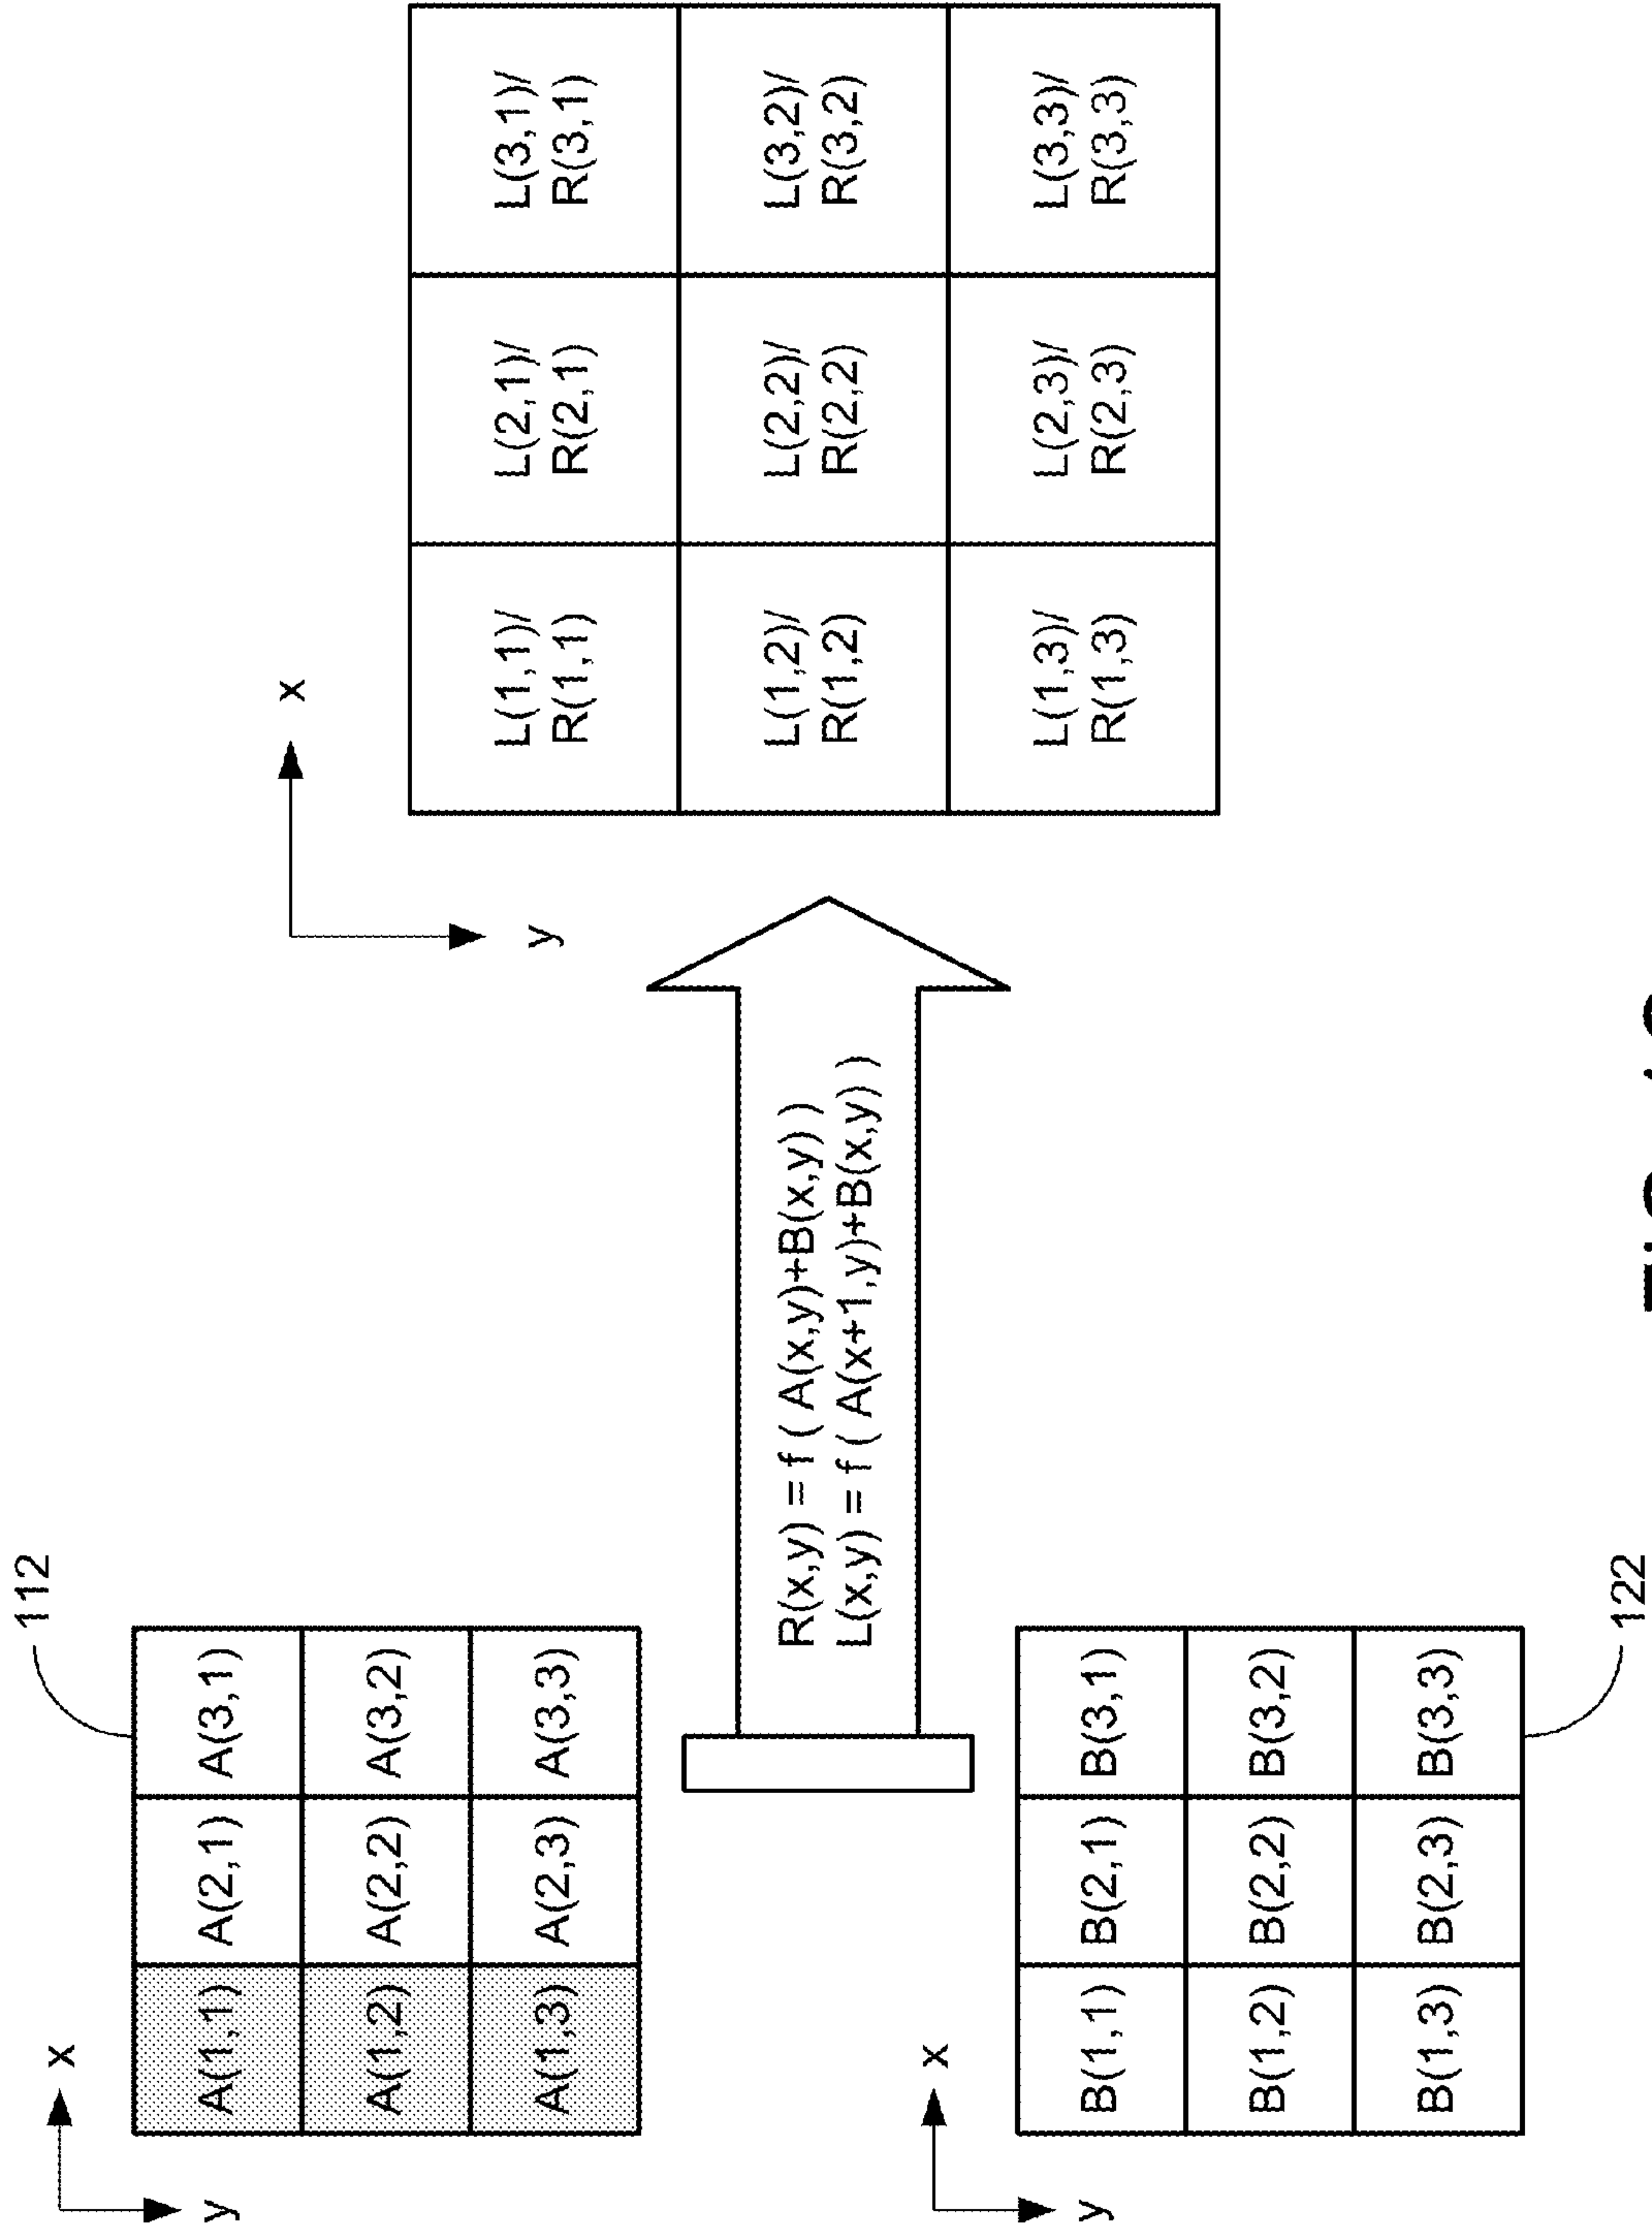 112
x
y
A(1,1) A(2,1) A(3,1)
A(1,2) A(2,2) A(3,2)
A(1,3) A(2,3) A(3,3)
x
y
B(1,1) B(2,1) B(3,1)
B(1,2) B(2,2) B(3,2)
B(1,3) B(2,3) B(3,3)
122
R(x,y) = f ( A(x,y)+B(x,y) )
L(x,y) = f ( A(x+1,y)+B(x,y) )
x
y
L(1,1)/ L(2,1)/ L(3,1)/
R(1,1) R(2,1) R(3,1)
L(1,2)/ L(2,2)/ L(3,2)/
R(1,2) R(2,2) R(3,2)
L(1,3)/ L(2,3)/ L(3,3)/
R(1,3) R(2,3) R(3,3)